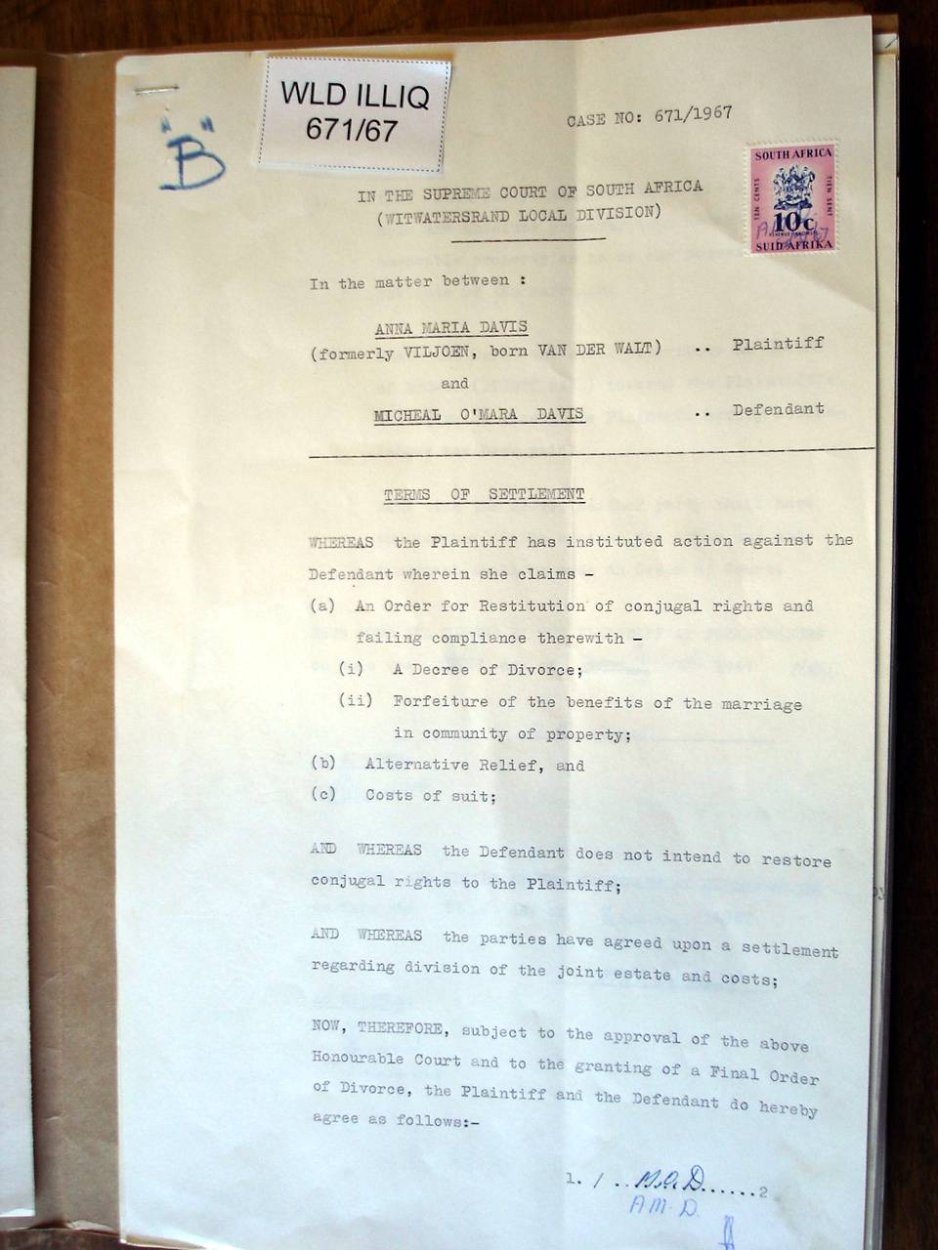 WLD ILLIQ
671/67
"B"
CASE NO: 671/1967
SOUTH AFRICA
TEN CENTS
TIEN SENT
10c
SUID AFRIKA
IN THE SUPREME COURT OF SOUTH AFRICA
(WITWATERSRAND LOCAL DIVISION)
In the matter between :
ANNA MARIA DAVIS
(formerly VILJOEN, born VAN DER WALT) .. Plaintiff
and
MICHEAL O'MARA DAVIS .. Defendant
TERMS OF SETTLEMENT
WHEREAS the Plaintiff has instituted action against the
Defendant wherein she claims -
(a) An Order for Restitution of conjugal rights and
failing compliance therewith -
(i) A Decree of Divorce;
(ii) Forfeiture of the benefits of the marriage
in community of property;
(b) Alternative Relief, and
(c) Costs of suit;
AND WHEREAS the Defendant does not intend to restore
conjugal rights to the Plaintiff;
AND WHEREAS the parties have agreed upon a settlement
regarding division of the joint estate and costs;
NOW, THEREFORE, subject to the approval of the above
Honourable Court and to the granting of a Final Order
of Divorce, the Plaintiff and the Defendant do hereby
agree as follows:-
1. / .. M.O.D......2
A.M.D.